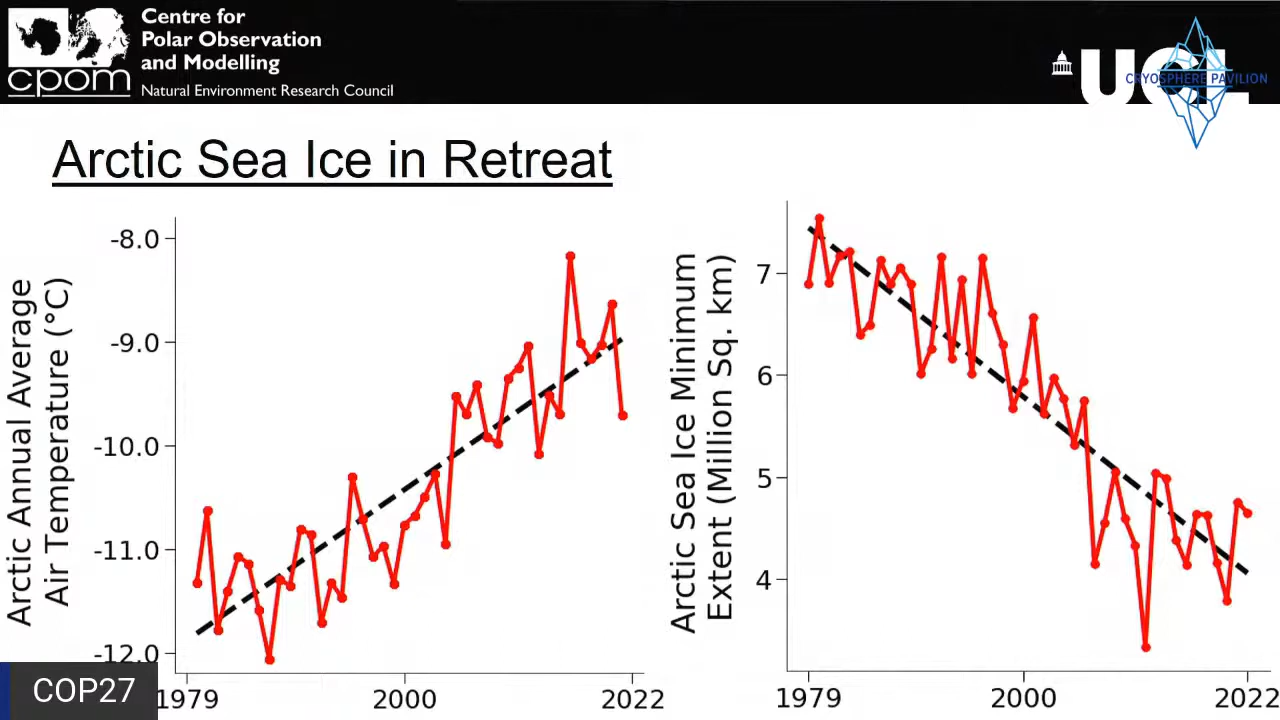 Centre for
Polar Observation
and Modelling
cpom
Natural Environment Research Council
UCL
CRYOSPHERE PAVILION
Arctic Sea Ice in Retreat
Arctic Annual Average
Air Temperature (°C)
-8.0
-9.0
-10.0
-11.0
-12.0
1979
2000
2022
Arctic Sea Ice Minimum
Extent (Million Sq. km)
7
6
5
4
1979
2000
2022
COP27